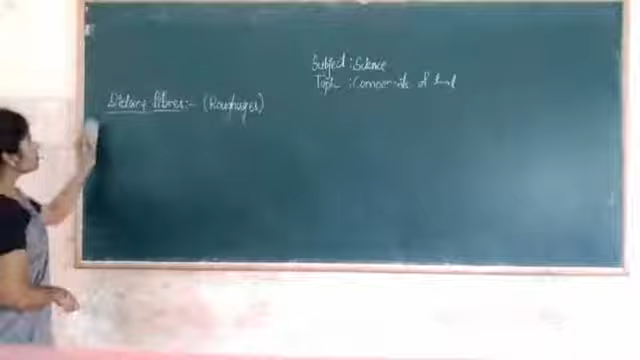 Subject : Science
Topic : Components of food
Dietary fibres :- (Roughages)